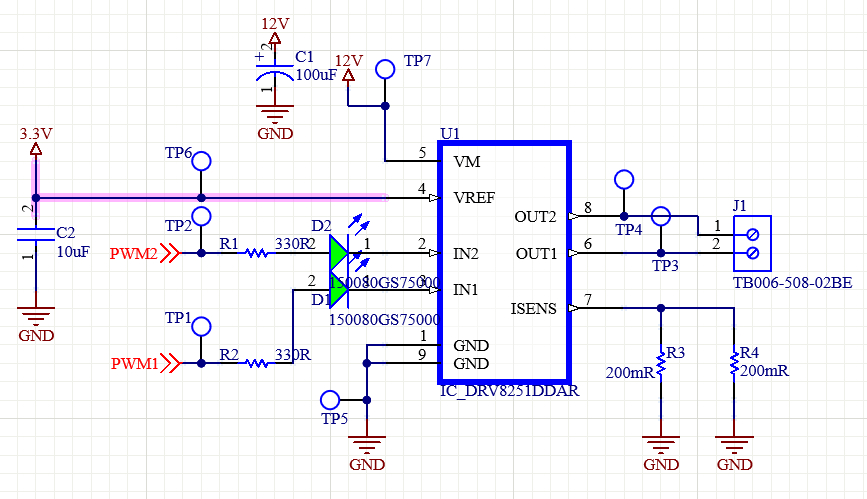 12V
2
+
C1
100uF
1
GND
12V
TP7
U1
3.3V
TP6
5
VM
4
VREF
2
C2
10uF
1
GND
TP2
PWM2
R1
330R
2
D2
1
2
IN2
150080GS75000
2
D1
1
3
IN1
150080GS75000
TP1
PWM1
R2
330R
1
GND
9
GND
TP5
GND
IC_DRV8251DDAR
OUT2
8
TP4
OUT1
6
TP3
J1
1
2
TB006-508-02BE
ISENS
7
R3
200mR
R4
200mR
GND
GND